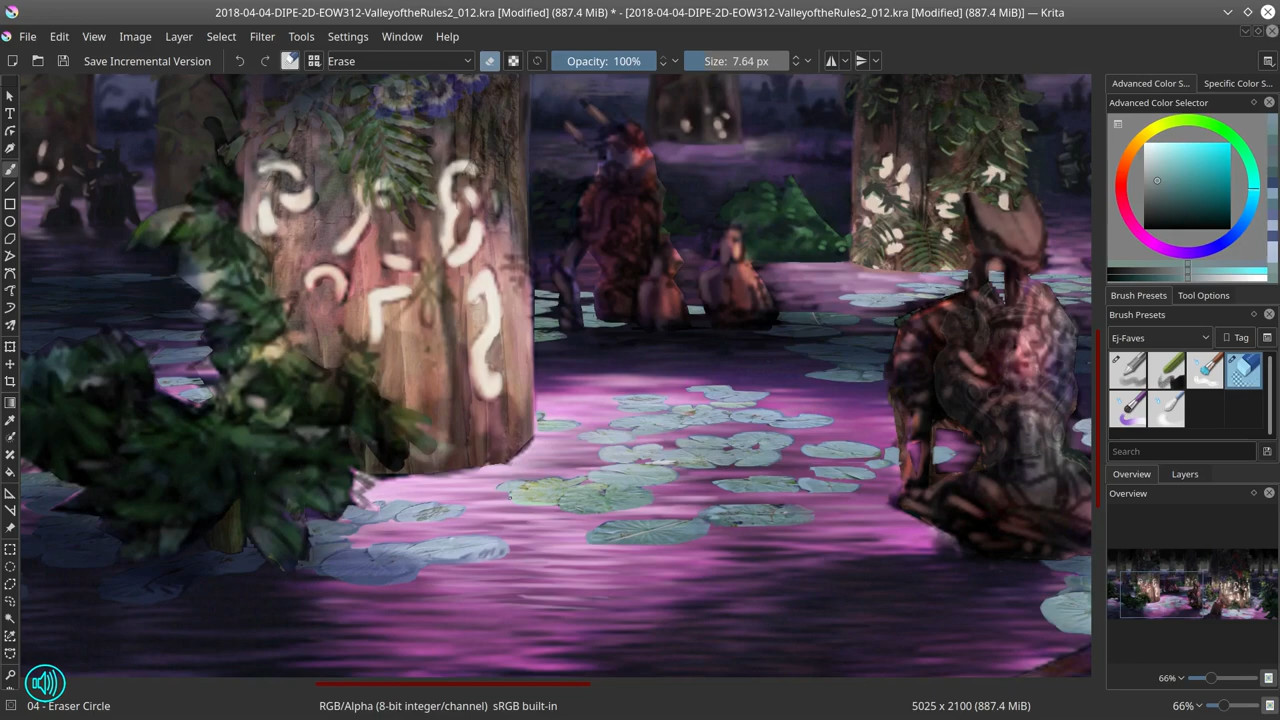 2018-04-04-DIPE-2D-EOW312-ValleyoftheRules2_012.kra [Modified] (887.4 MiB) * - [2018-04-04-DIPE-2D-EOW312-ValleyoftheRules2_012.kra [Modified] (887.4 MiB)] — Krita
File Edit View Image Layer Select Filter Tools Settings Window Help
Save Incremental Version Erase Opacity: 100% Size: 7.64 px
Advanced Color S... Specific Color S...
Advanced Color Selector
Brush Presets Tool Options
Brush Presets
Ej-Faves Tag
Search
Overview Layers
Overview
66%
04 - Eraser Circle RGB/Alpha (8-bit integer/channel) sRGB built-in 5025 x 2100 (887.4 MiB) 66%